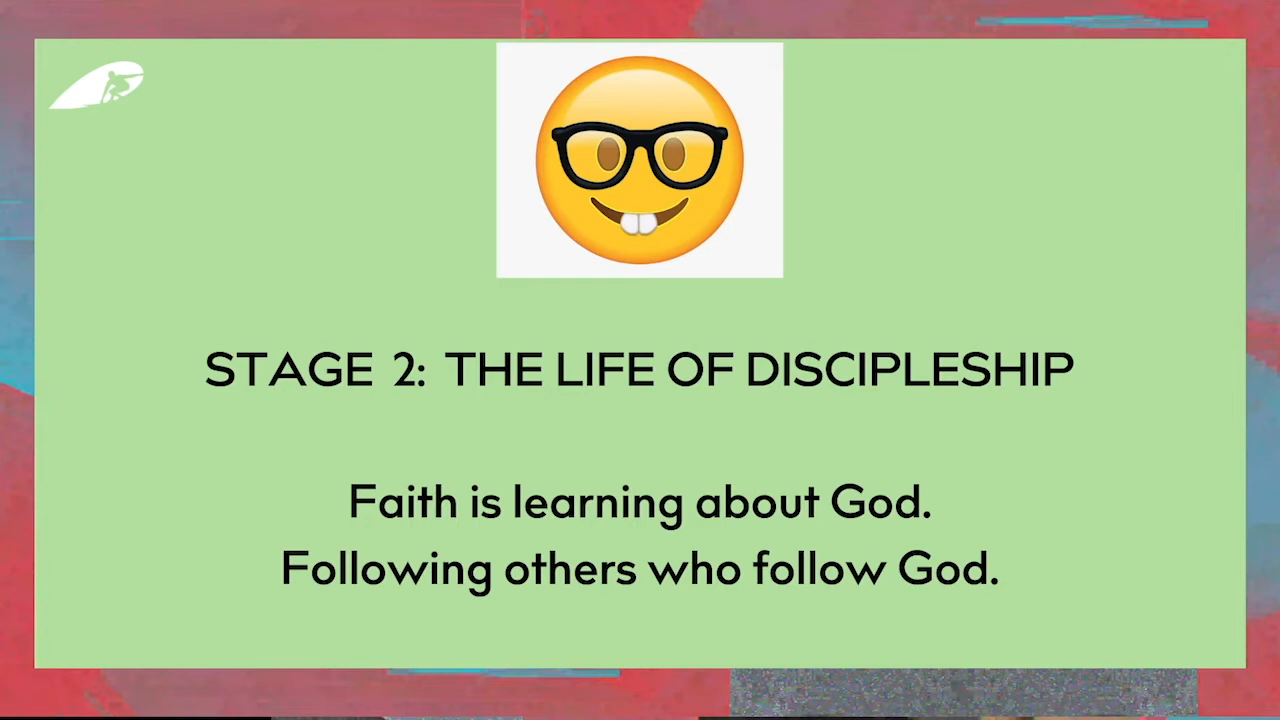 STAGE 2: THE LIFE OF DISCIPLESHIP
Faith is learning about God.
Following others who follow God.